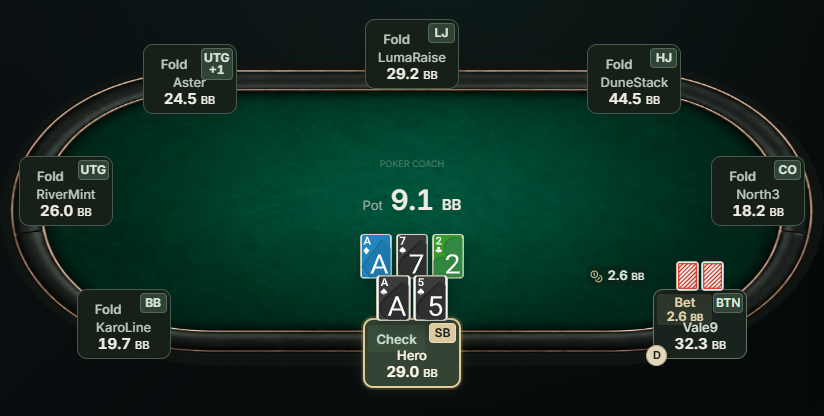 Fold
LJ
LumaRaise
29.2 BB
Fold
UTG
+1
Aster
24.5 BB
Fold
HJ
DuneStack
44.5 BB
Fold
UTG
RiverMint
26.0 BB
Fold
CO
North3
18.2 BB
POKER COACH
Pot 9.1 BB
A
A
7
7
2
2
2.6 BB
A
A
5
5
Fold
BB
KaroLine
19.7 BB
Bet
2.6 BB
BTN
Vale9
32.3 BB
D
Check
SB
Hero
29.0 BB